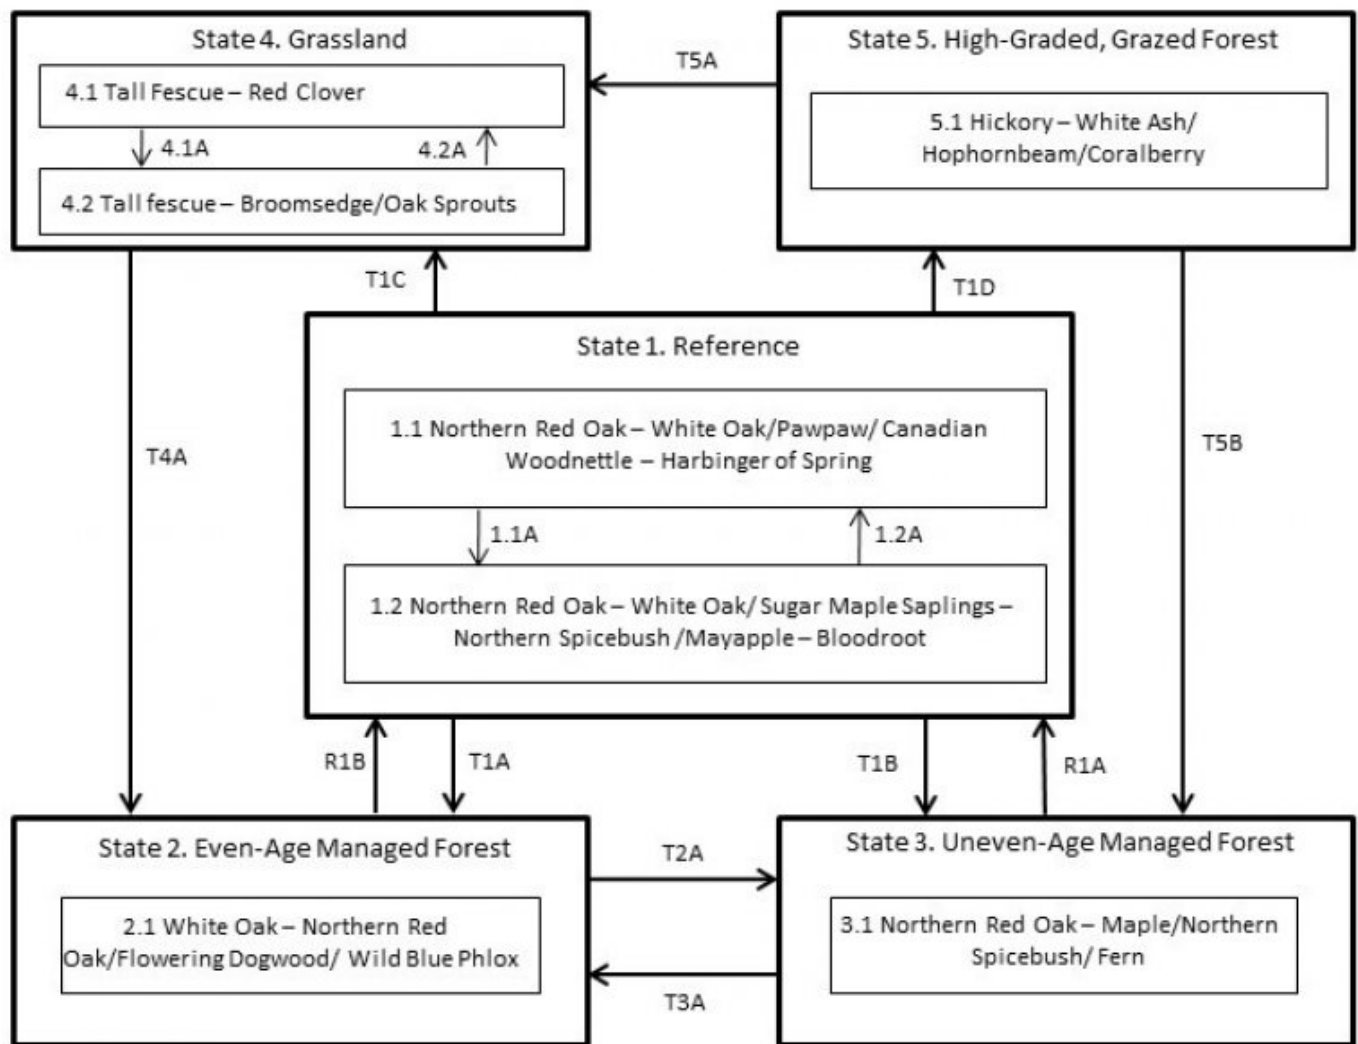 State 4. Grassland
4.1 Tall Fescue – Red Clover
4.1A
4.2A
4.2 Tall fescue – Broomsedge/Oak Sprouts
T5A
State 5. High-Graded, Grazed Forest
5.1 Hickory – White Ash/
Hophornbeam/Coralberry
T1C
T1D
State 1. Reference
1.1 Northern Red Oak – White Oak/Pawpaw/ Canadian
Woodnettle – Harbinger of Spring
1.1A
1.2A
1.2 Northern Red Oak – White Oak/ Sugar Maple Saplings –
Northern Spicebush /Mayapple – Bloodroot
T4A
T5B
R1B
T1A
T1B
R1A
State 2. Even-Age Managed Forest
2.1 White Oak – Northern Red
Oak/Flowering Dogwood/ Wild Blue Phlox
T2A
T3A
State 3. Uneven-Age Managed Forest
3.1 Northern Red Oak – Maple/Northern
Spicebush/ Fern